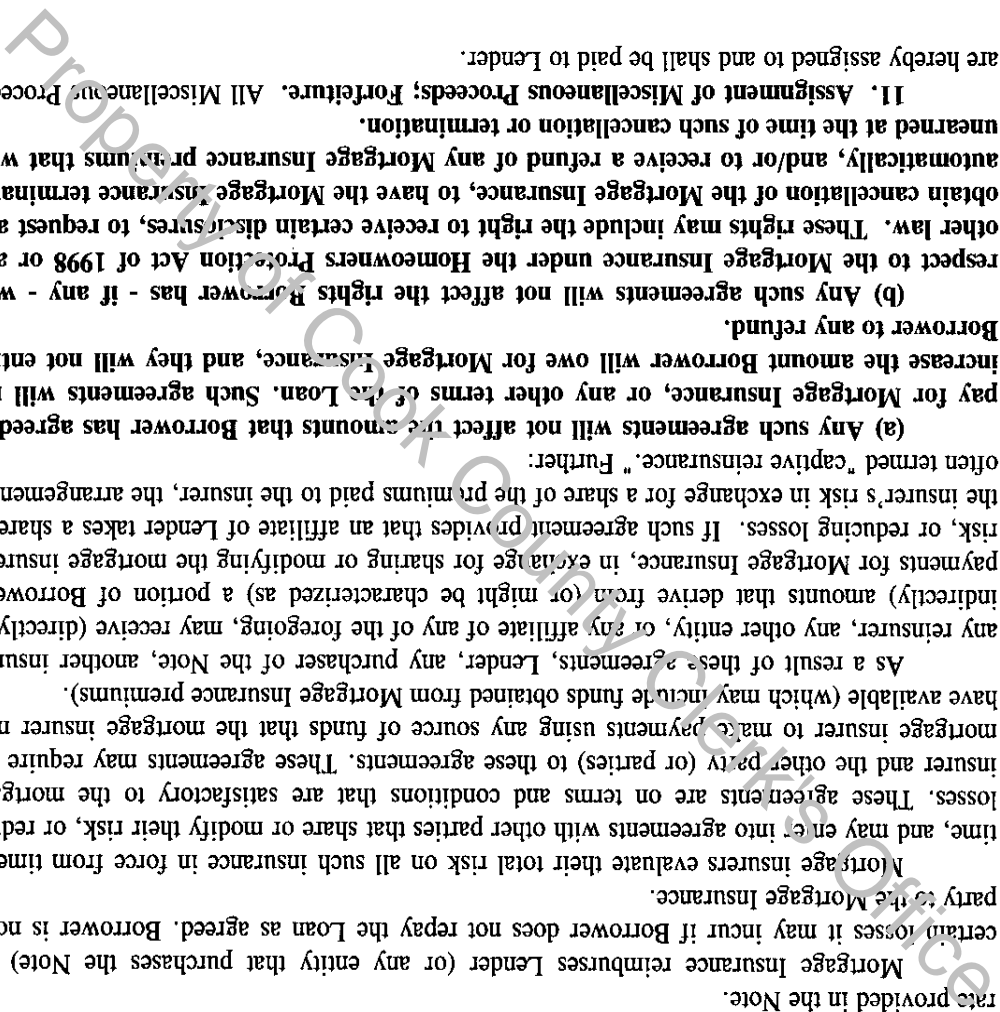 rate provided in the Note.
Mortgage Insurance reimburses Lender (or any entity that purchases the Note)
certain losses it may incur if Borrower does not repay the Loan as agreed. Borrower is no
party to the Mortgage Insurance.
Mortgage insurers evaluate their total risk on all such insurance in force from time
time, and may enter into agreements with other parties that share or modify their risk, or red
losses. These agreements are on terms and conditions that are satisfactory to the mortg
insurer and the other party (or parties) to these agreements. These agreements may require
mortgage insurer to make payments using any source of funds that the mortgage insurer m
have available (which may include funds obtained from Mortgage Insurance premiums).
As a result of these agreements, Lender, any purchaser of the Note, another insur
any reinsurer, any other entity, or any affiliate of any of the foregoing, may receive (directly
indirectly) amounts that derive from (or might be characterized as) a portion of Borrowe
payments for Mortgage Insurance, in exchange for sharing or modifying the mortgage insure
risk, or reducing losses. If such agreement provides that an affiliate of Lender takes a share
the insurer's risk in exchange for a share of the premiums paid to the insurer, the arrangemen
often termed "captive reinsurance." Further:
(a) Any such agreements will not affect the amounts that Borrower has agreed
pay for Mortgage Insurance, or any other terms of the Loan. Such agreements will
increase the amount Borrower will owe for Mortgage Insurance, and they will not ent
Borrower to any refund.
(b) Any such agreements will not affect the rights Borrower has - if any - w
respect to the Mortgage Insurance under the Homeowners Protection Act of 1998 or a
other law. These rights may include the right to receive certain disclosures, to request a
obtain cancellation of the Mortgage Insurance, to have the Mortgage Insurance termina
automatically, and/or to receive a refund of any Mortgage Insurance premiums that w
unearned at the time of such cancellation or termination.
11. Assignment of Miscellaneous Proceeds; Forfeiture. All Miscellaneous Procee
are hereby assigned to and shall be paid to Lender.
Property of Cook County Clerk's Office